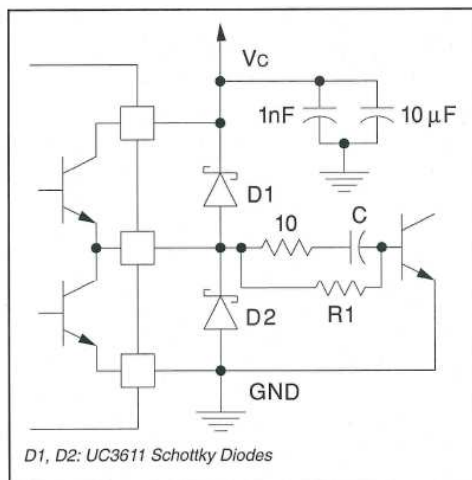 Vc
1nF
10 μF
D1
10
C
R1
D2
GND
D1, D2: UC3611 Schottky Diodes